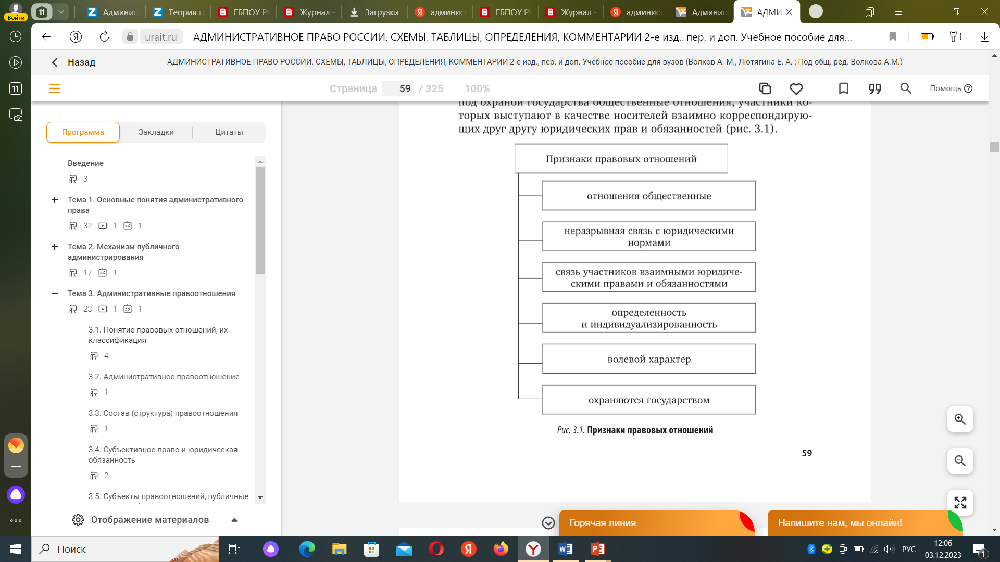 Войти
11
Админист
Теория го
ГБПОУ РК
Журнал –
Загрузки
админист
ГБПОУ РК
Журнал –
админист
Админис
АДМИ
urait.ru
АДМИНИСТРАТИВНОЕ ПРАВО РОССИИ. СХЕМЫ, ТАБЛИЦЫ, ОПРЕДЕЛЕНИЯ, КОММЕНТАРИИ 2-е изд., пер. и доп. Учебное пособие для...
11
Назад
АДМИНИСТРАТИВНОЕ ПРАВО РОССИИ. СХЕМЫ, ТАБЛИЦЫ, ОПРЕДЕЛЕНИЯ, КОММЕНТАРИИ 2-е изд., пер. и доп. Учебное пособие для вузов (Волков А. М., Лютягина Е. А. ; Под общ. ред. Волкова А.М.)
Страница 59 / 325 100%
Помощь
Программа
Закладки
Цитаты
Введение
3
Тема 1. Основные понятия административного
права
32 1 1
Тема 2. Механизм публичного
администрирования
17 1
Тема 3. Административные правоотношения
23 1 1
3.1. Понятие правовых отношений, их
классификация
4
3.2. Административное правоотношение
1
3.3. Состав (структура) правоотношения
1
3.4. Субъективное право и юридическая
обязанность
2
3.5. Субъекты правоотношений, публичные
Отображение материалов
под охраной государства общественные отношения, участники ко-
торых выступают в качестве носителей взаимно корреспондирую-
щих друг другу юридических прав и обязанностей (рис. 3.1).
Признаки правовых отношений
отношения общественные
неразрывная связь с юридическими
нормами
связь участников взаимными юридиче-
скими правами и обязанностями
определенность
и индивидуализированность
волевой характер
охраняются государством
Рис. 3.1. Признаки правовых отношений
59
Горячая линия
Напишите нам, мы онлайн!
Поиск
РУС
12:06
03.12.2023
1